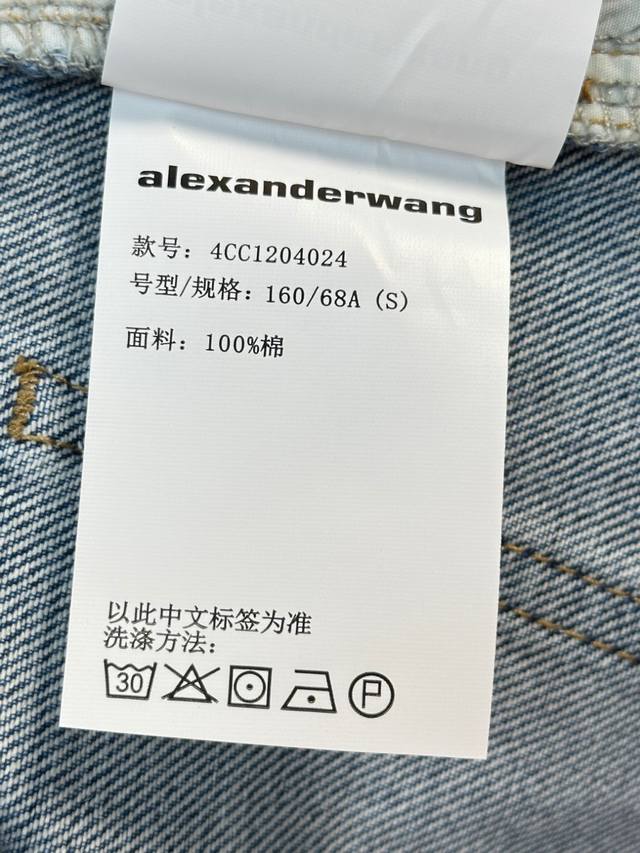 alexanderwang
款号：4CC1204024
号型/规格：160/68A（S）
面料：100%棉
以此中文标签为准
洗涤方法：
30
P